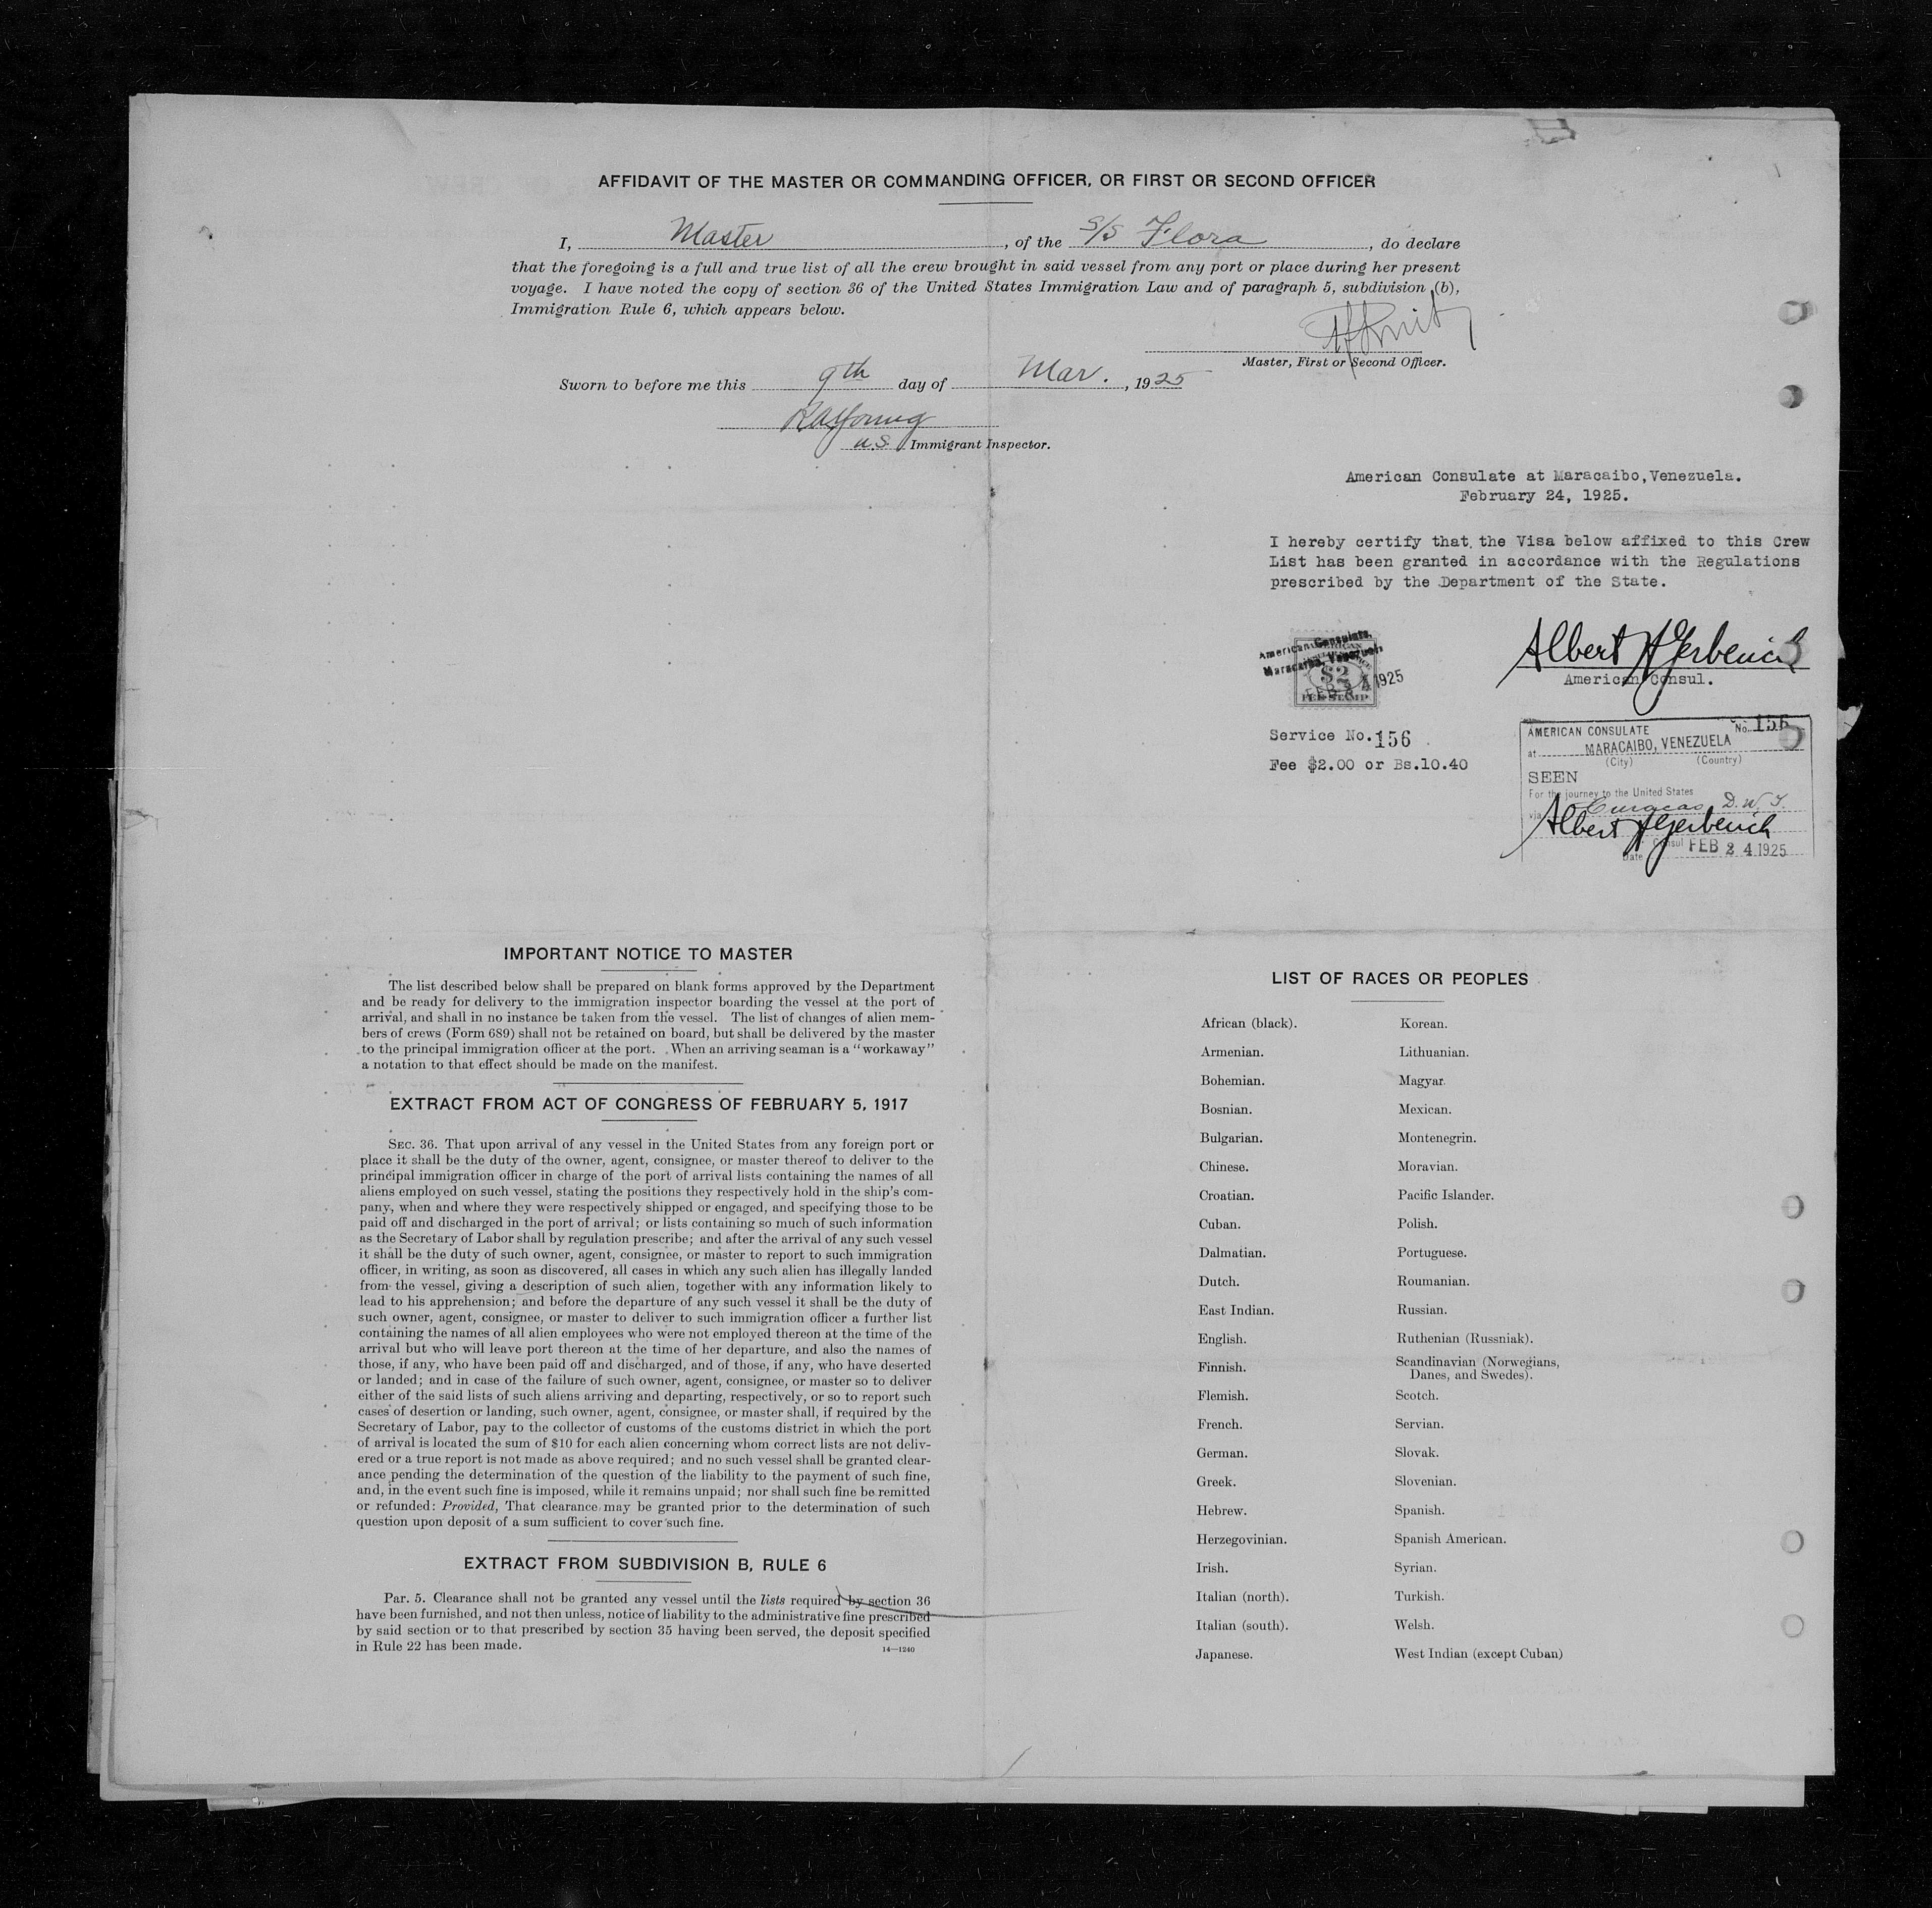 AFFIDAVIT OF THE MASTER OR COMMANDING OFFICER, OR FIRST OR SECOND OFFICER
I, Master, of the S/S Flora, do declare
that the foregoing is a full and true list of all the crew brought in said vessel from any port or place during her present
voyage. I have noted the copy of section 36 of the United States Immigration Law and of paragraph 5, subdivision (b),
Immigration Rule 6, which appears below.
Master, First or Second Officer.
Sworn to before me this 9th day of Mar., 1925
U.S. Immigrant Inspector.
American Consulate at Maracaibo, Venezuela.
February 24, 1925.
I hereby certify that the Visa below affixed to this Crew
List has been granted in accordance with the Regulations
prescribed by the Department of the State.
American Consulate,
Maracaibo, Venezuela
$2
FEB 24 1925
FEE STAMP
Albert H Gerberich
American Consul.
Service No. 156
Fee $2.00 or Bs.10.40
AMERICAN CONSULATE No. 156
at MARACAIBO, VENEZUELA
(City) (Country)
SEEN
For the journey to the United States
via Curacao, D.W.I.
Albert H Gerberich
Consul
Date FEB 24 1925
IMPORTANT NOTICE TO MASTER
The list described below shall be prepared on blank forms approved by the Department
and be ready for delivery to the immigration inspector boarding the vessel at the port of
arrival, and shall in no instance be taken from the vessel. The list of changes of alien mem-
bers of crews (Form 689) shall not be retained on board, but shall be delivered by the master
to the principal immigration officer at the port. When an arriving seaman is a "workaway"
a notation to that effect should be made on the manifest.
EXTRACT FROM ACT OF CONGRESS OF FEBRUARY 5, 1917
SEC. 36. That upon arrival of any vessel in the United States from any foreign port or
place it shall be the duty of the owner, agent, consignee, or master thereof to deliver to the
principal immigration officer in charge of the port of arrival lists containing the names of all
aliens employed on such vessel, stating the positions they respectively hold in the ship's com-
pany, when and where they were respectively shipped or engaged, and specifying those to be
paid off and discharged in the port of arrival; or lists containing so much of such information
as the Secretary of Labor shall by regulation prescribe; and after the arrival of any such vessel
it shall be the duty of such owner, agent, consignee, or master to report to such immigration
officer, in writing, as soon as discovered, all cases in which any such alien has illegally landed
from the vessel, giving a description of such alien, together with any information likely to
lead to his apprehension; and before the departure of any such vessel it shall be the duty of
such owner, agent, consignee, or master to deliver to such immigration officer a further list
containing the names of all alien employees who were not employed thereon at the time of the
arrival but who will leave port thereon at the time of her departure, and also the names of
those, if any, who have been paid off and discharged, and of those, if any, who have deserted
or landed; and in case of the failure of such owner, agent, consignee, or master so to deliver
either of the said lists of such aliens arriving and departing, respectively, or so to report such
cases of desertion or landing, such owner, agent, consignee, or master shall, if required by the
Secretary of Labor, pay to the collector of customs of the customs district in which the port
of arrival is located the sum of $10 for each alien concerning whom correct lists are not deliv-
ered or a true report is not made as above required; and no such vessel shall be granted clear-
ance pending the determination of the question of the liability to the payment of such fine,
and, in the event such fine is imposed, while it remains unpaid; nor shall such fine be remitted
or refunded: Provided, That clearance may be granted prior to the determination of such
question upon deposit of a sum sufficient to cover such fine.
EXTRACT FROM SUBDIVISION B, RULE 6
Par. 5. Clearance shall not be granted any vessel until the lists required by section 36
have been furnished, and not then unless, notice of liability to the administrative fine prescribed
by said section or to that prescribed by section 35 having been served, the deposit specified
in Rule 22 has been made.
14—1240
LIST OF RACES OR PEOPLES
African (black).
Armenian.
Bohemian.
Bosnian.
Bulgarian.
Chinese.
Croatian.
Cuban.
Dalmatian.
Dutch.
East Indian.
English.
Finnish.
Flemish.
French.
German.
Greek.
Hebrew.
Herzegovinian.
Irish.
Italian (north).
Italian (south).
Japanese.
Korean.
Lithuanian.
Magyar.
Mexican.
Montenegrin.
Moravian.
Pacific Islander.
Polish.
Portuguese.
Roumanian.
Russian.
Ruthenian (Russniak).
Scandinavian (Norwegians,
Danes, and Swedes).
Scotch.
Servian.
Slovak.
Slovenian.
Spanish.
Spanish American.
Syrian.
Turkish.
Welsh.
West Indian (except Cuban)